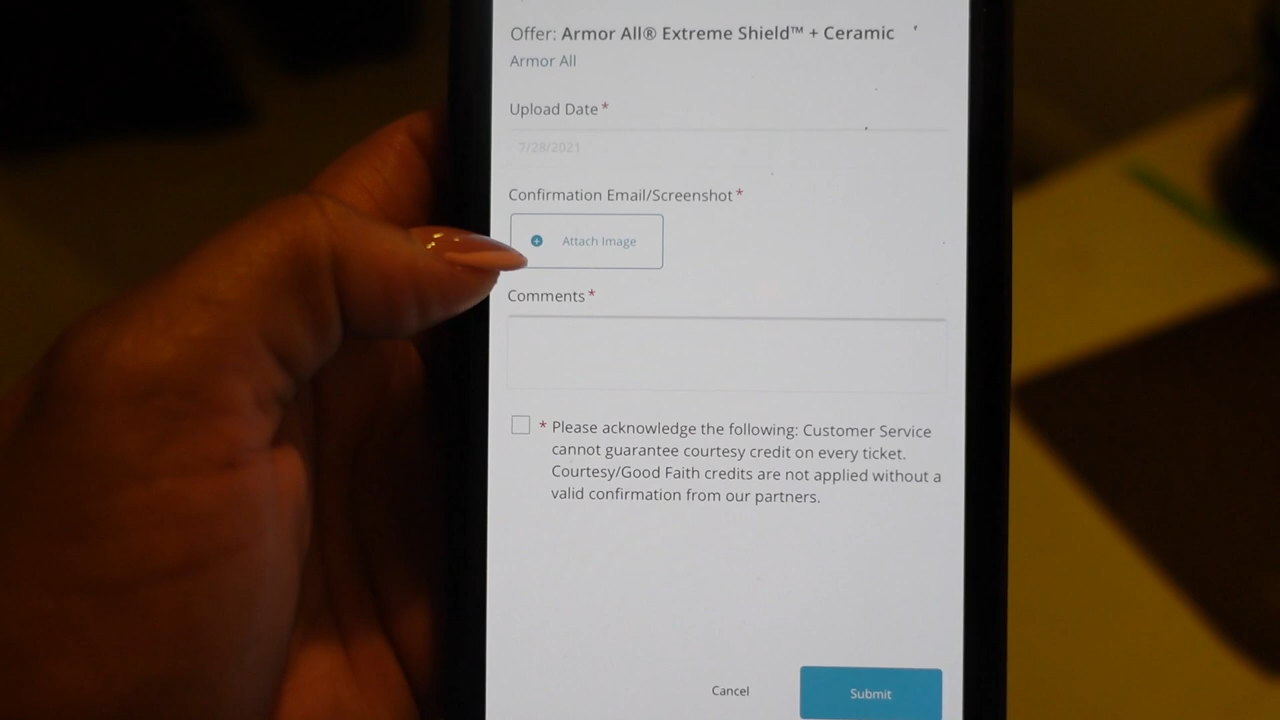 Offer: Armor All® Extreme Shield™ + Ceramic
Armor All
Upload Date *
7/28/2021
Confirmation Email/Screenshot *
Attach Image
Comments *
* Please acknowledge the following: Customer Service
cannot guarantee courtesy credit on every ticket.
Courtesy/Good Faith credits are not applied without a
valid confirmation from our partners.
Cancel
Submit